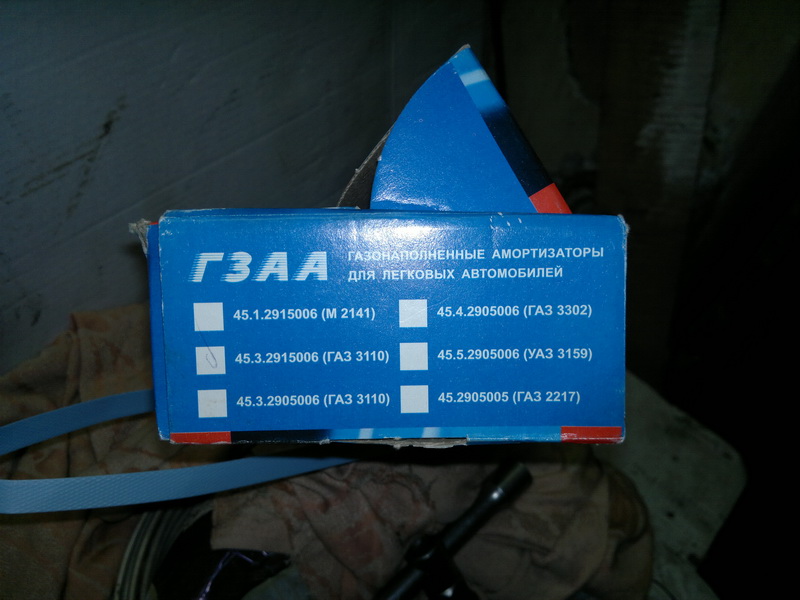 ГЗАА
ГАЗОНАПОЛНЕННЫЕ АМОРТИЗАТОРЫ
ДЛЯ ЛЕГКОВЫХ АВТОМОБИЛЕЙ
45.1.2915006 (М 2141)
45.3.2915006 (ГАЗ 3110)
45.3.2905006 (ГАЗ 3110)
45.4.2905006 (ГАЗ 3302)
45.5.2905006 (УАЗ 3159)
45.2905005 (ГАЗ 2217)